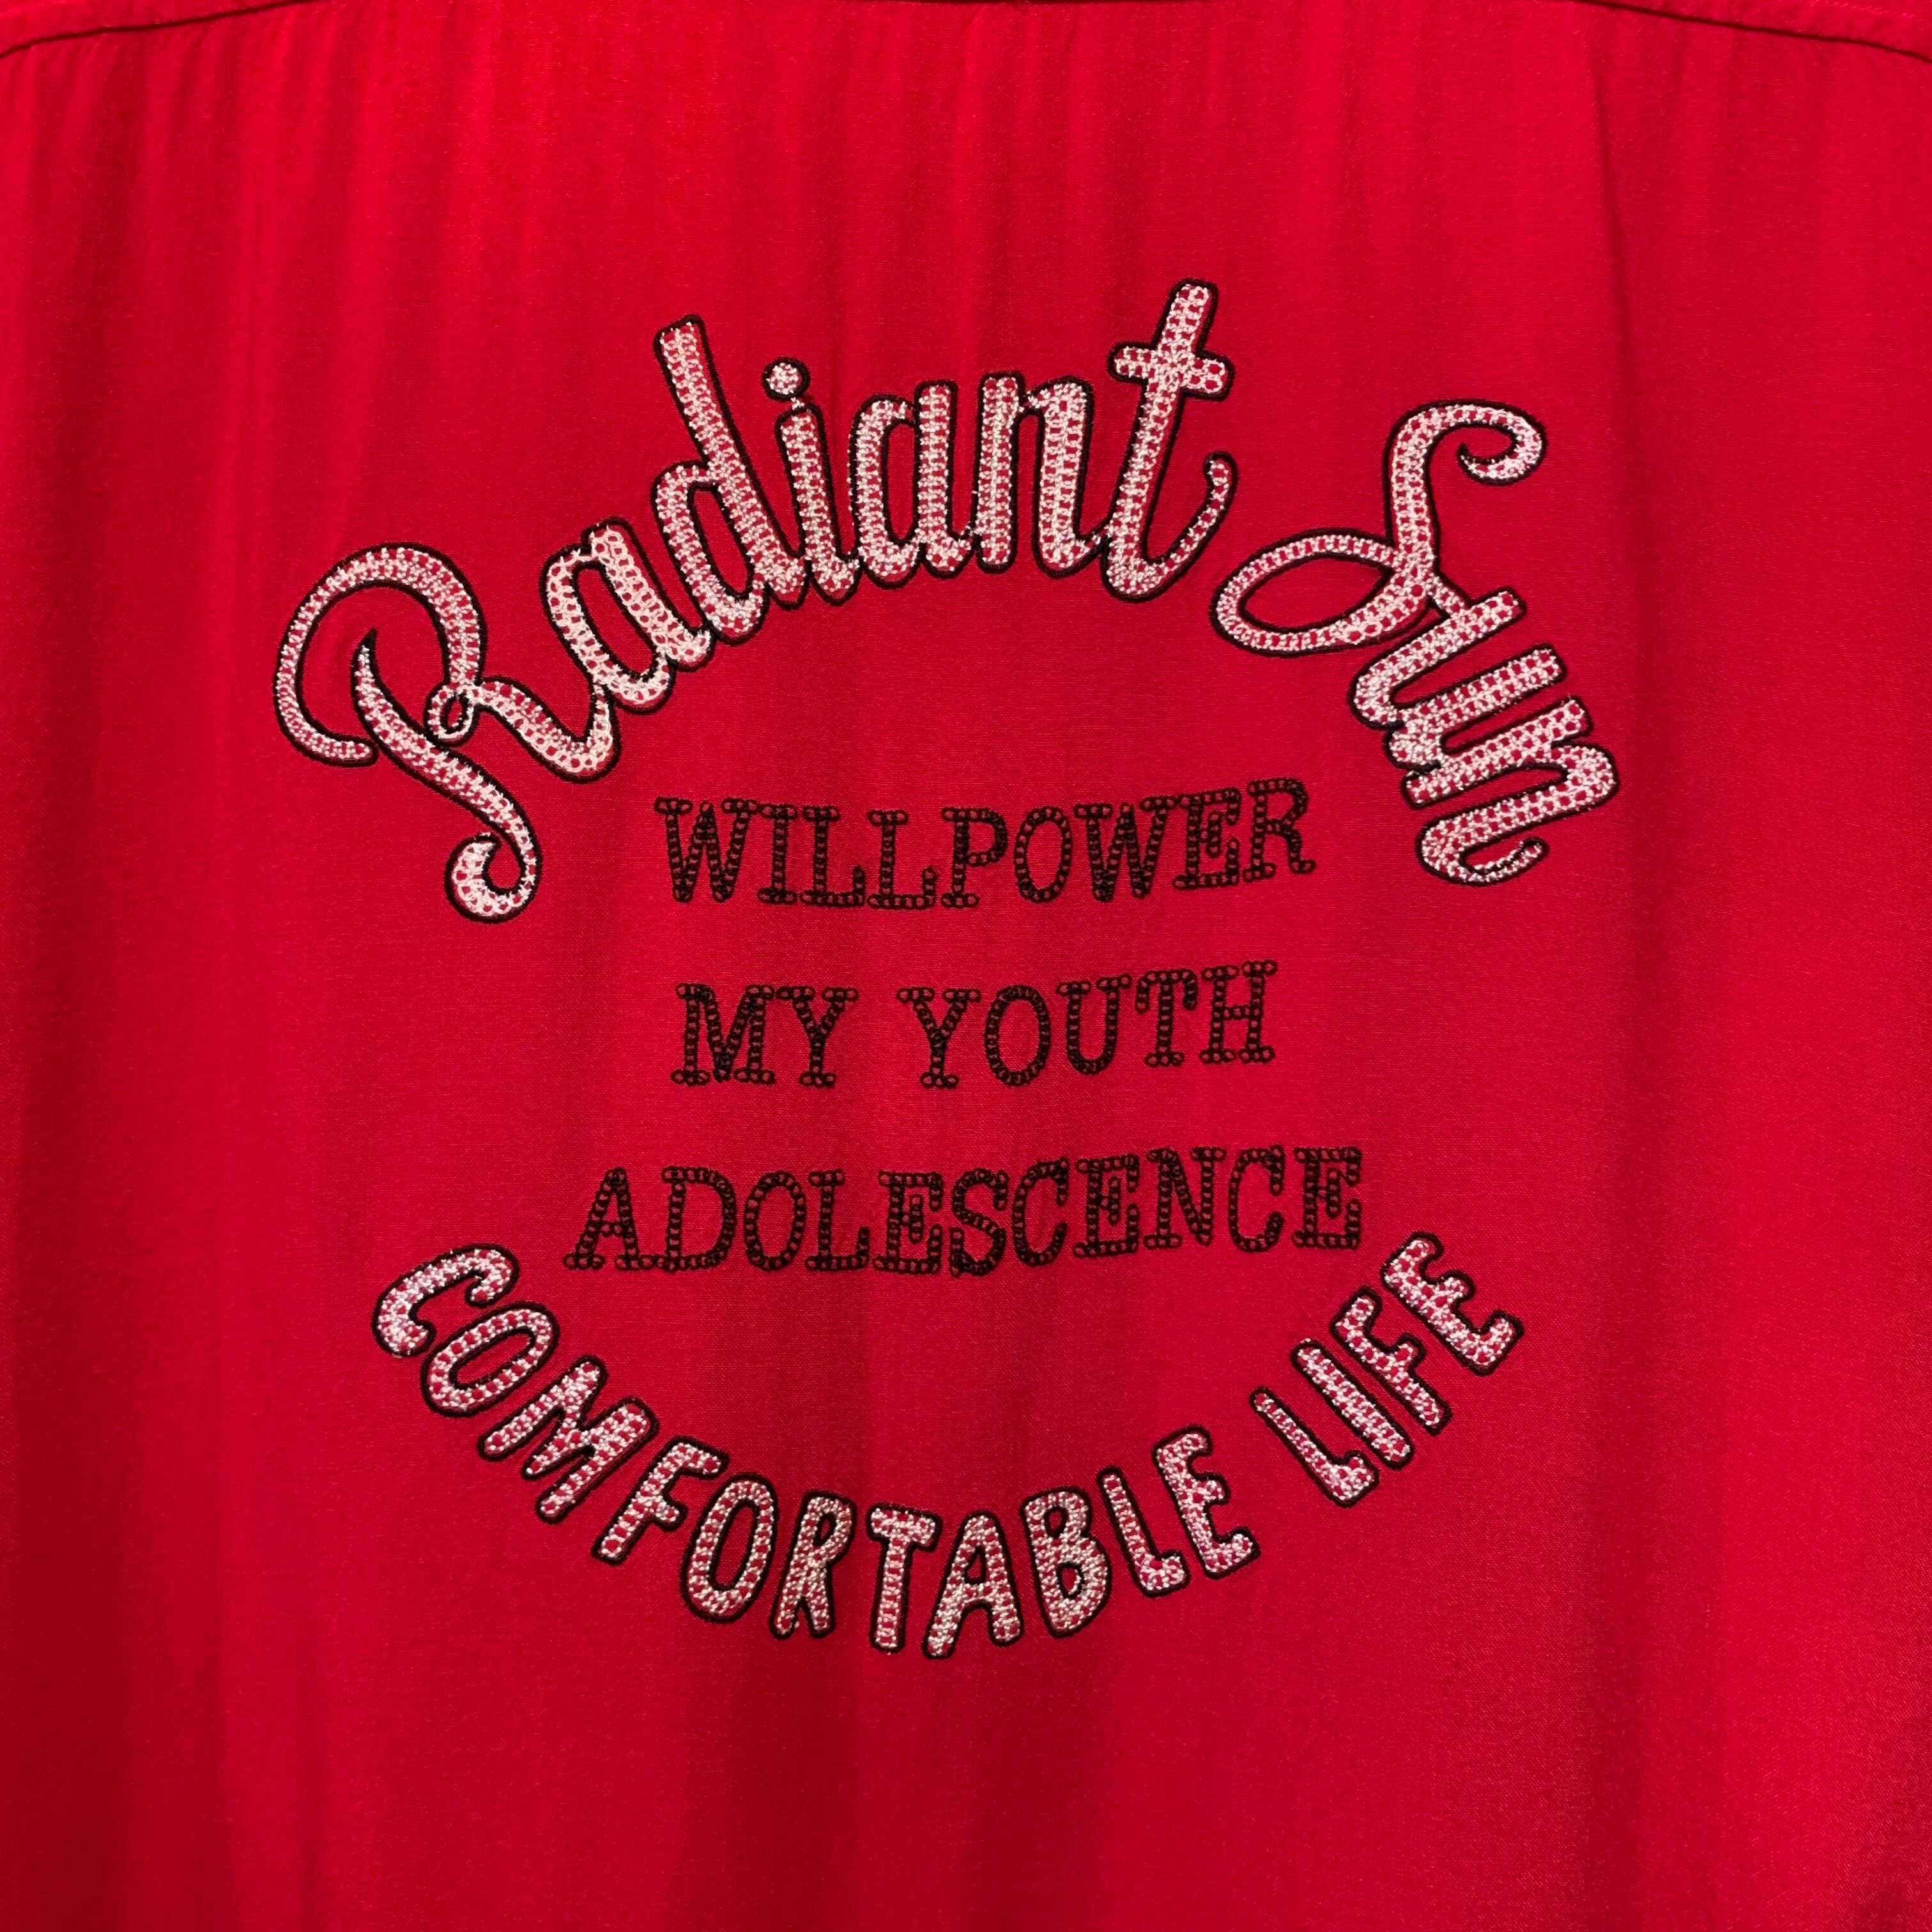 Radiant Sun
WILLPOWER
MY YOUTH
ADOLESCENCE
COMFORTABLE LIFE